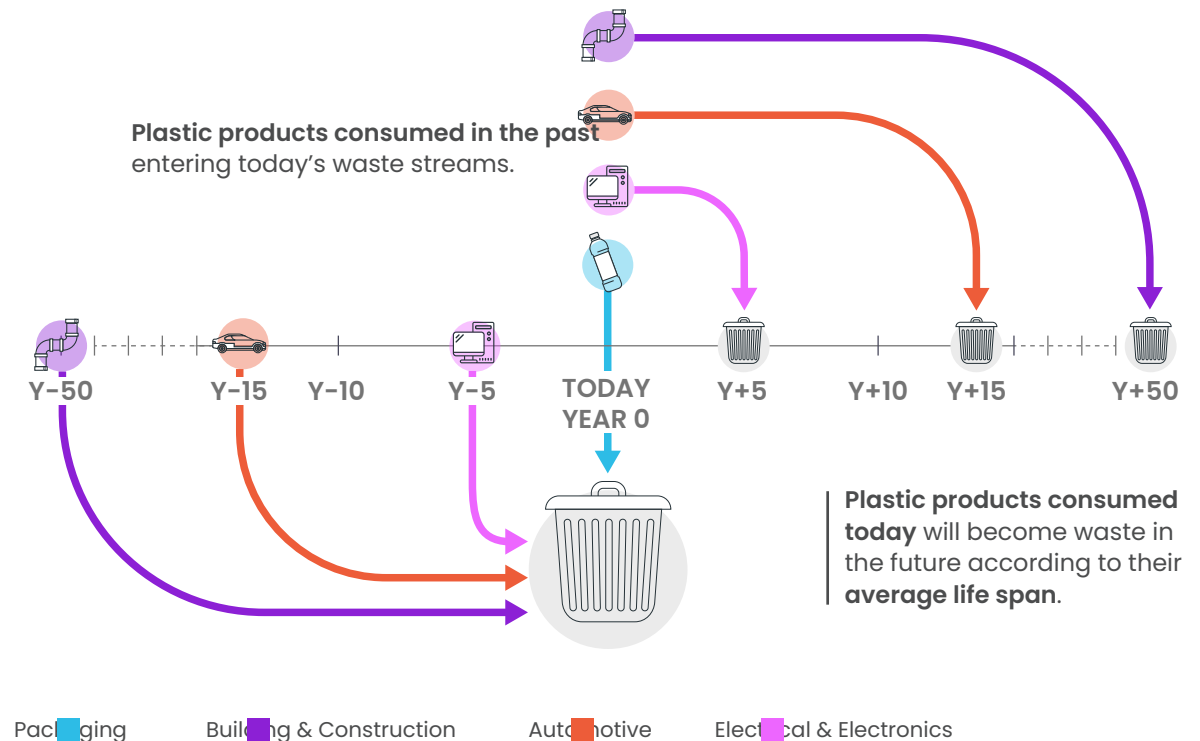 Plastic products consumed in the past
entering today's waste streams.
Y-50
Y-15
Y-10
Y-5
TODAY
YEAR 0
Y+5
Y+10
Y+15
Y+50
Plastic products consumed
today will become waste in
the future according to their
average life span.
Packaging
Building & Construction
Automotive
Electrical & Electronics